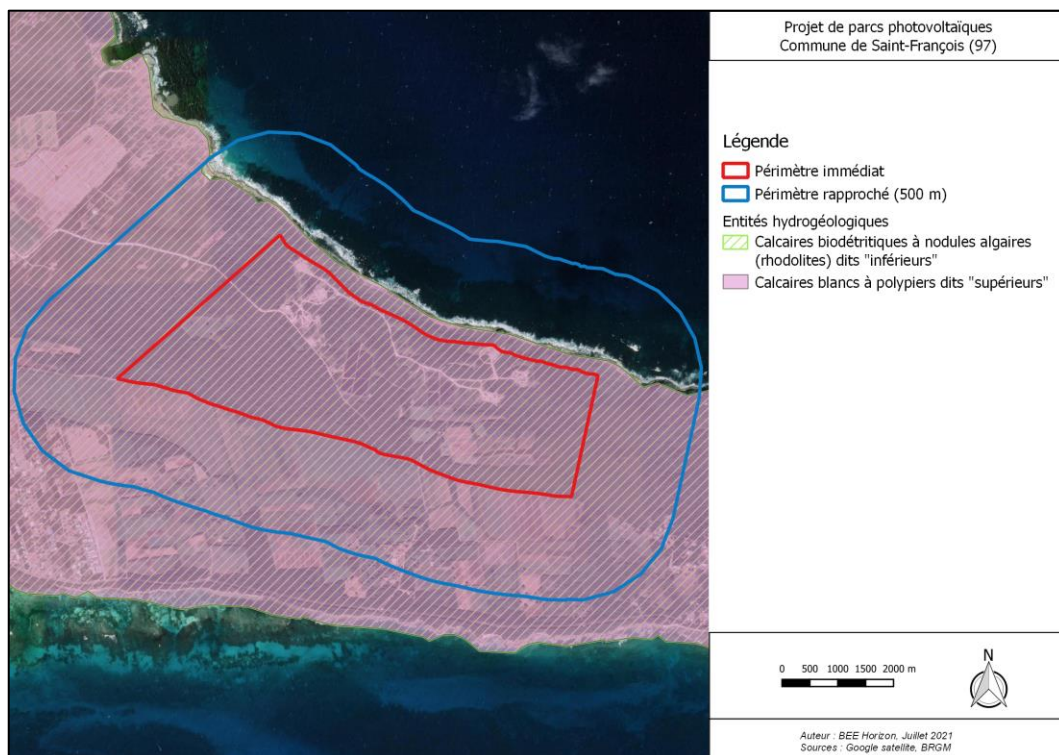 Projet de parcs photovoltaïques
Commune de Saint-François (97)
Légende
Périmètre immédiat
Périmètre rapproché (500 m)
Entités hydrogéologiques
Calcaires biodétritiques à nodules algaires
(rhodolites) dits "inférieurs"
Calcaires blancs à polypiers dits "supérieurs"
0 500 1000 1500 2000 m
N
Auteur : BEE Horizon, Juillet 2021
Sources : Google satellite, BRGM